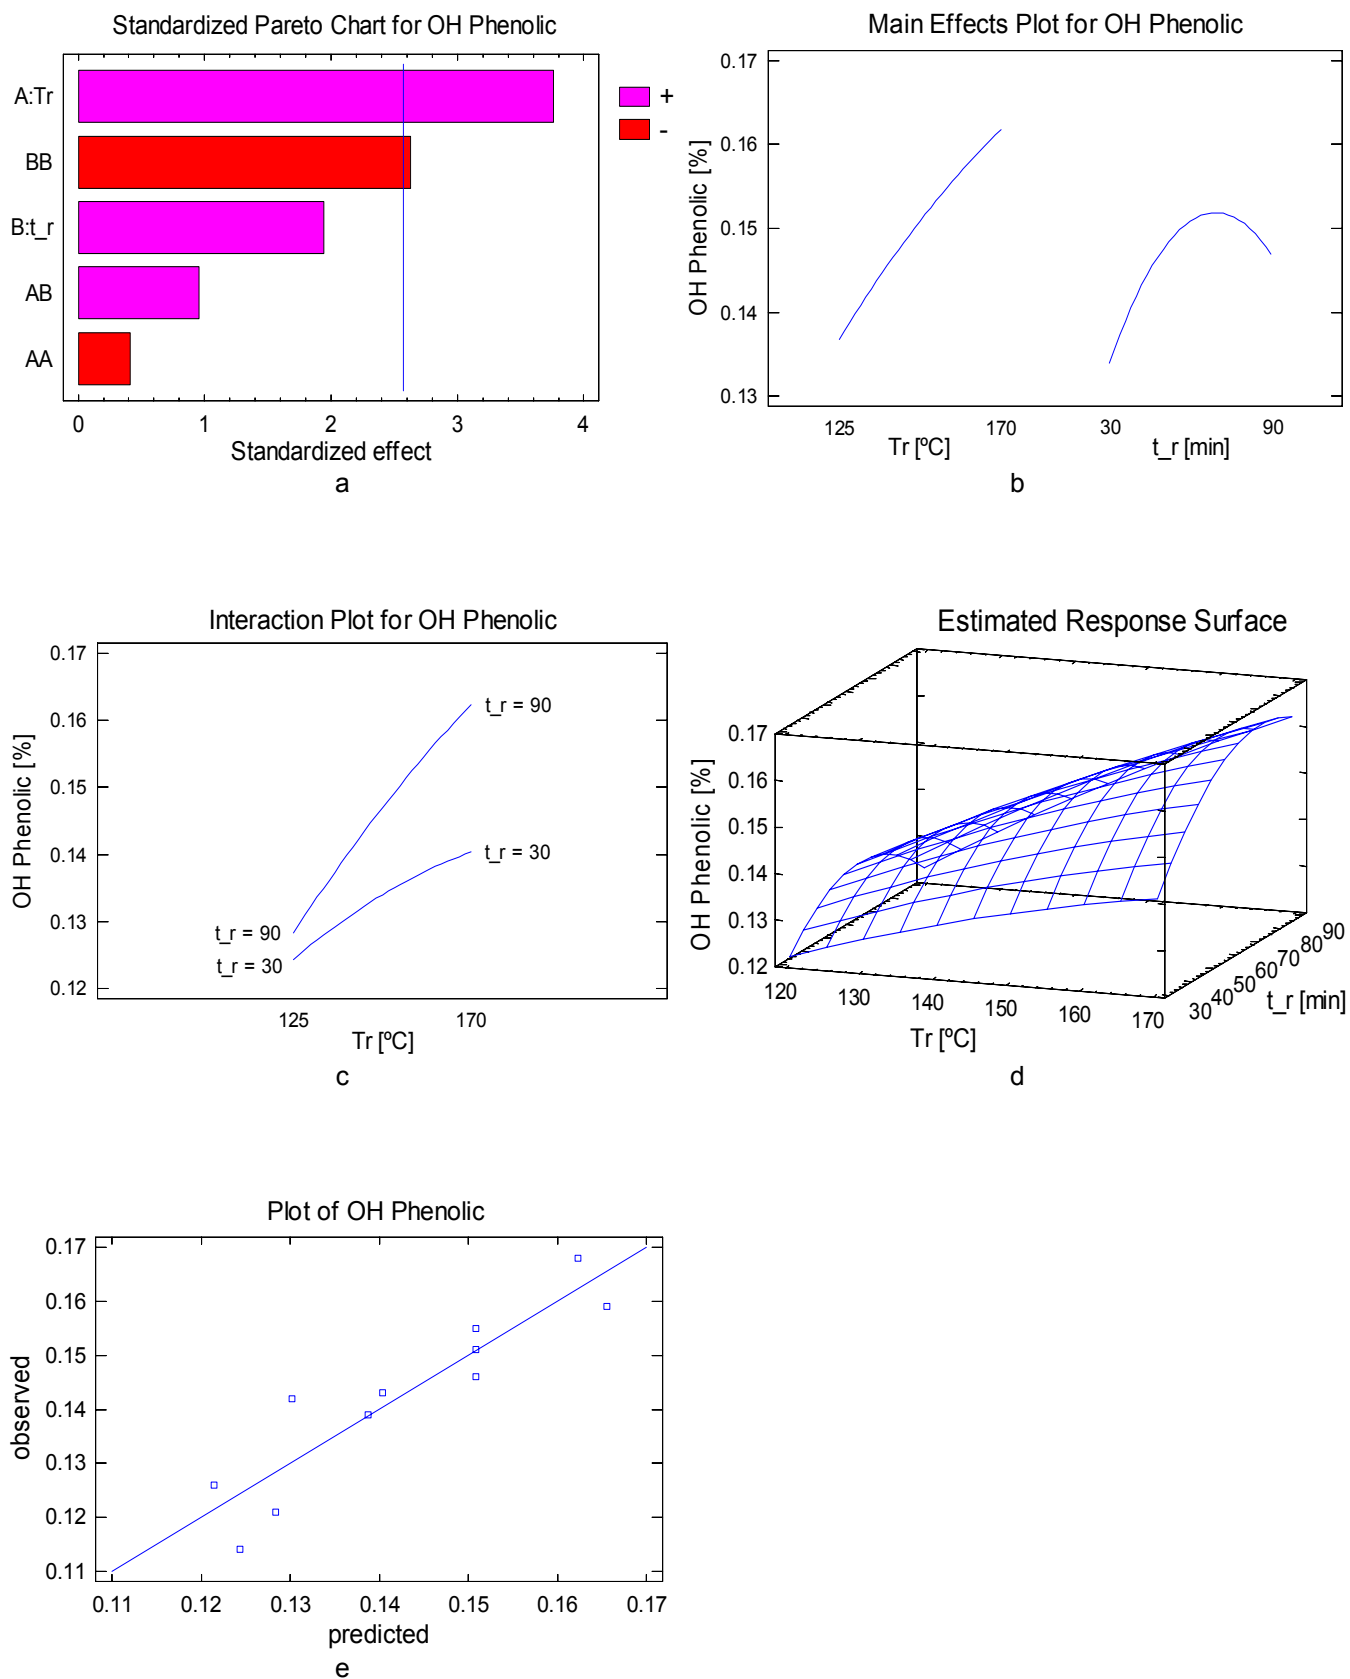 Standardized Pareto Chart for OH Phenolic
A:Tr
BB
B:t_r
AB
AA
+
-
0 1 2 3 4
Standardized effect
a
Main Effects Plot for OH Phenolic
OH Phenolic [%]
0.17
0.16
0.15
0.14
0.13
125 170 30 90
Tr [ºC] t_r [min]
b
Interaction Plot for OH Phenolic
OH Phenolic [%]
0.17
0.16
0.15
0.14
0.13
0.12
t_r = 90
t_r = 30
t_r = 90
t_r = 30
125 170
Tr [ºC]
c
Estimated Response Surface
OH Phenolic [%]
0.17
0.16
0.15
0.14
0.13
0.12
120 130 140 150 160 170
Tr [ºC]
30 40 50 60 70 80 90
t_r [min]
d
Plot of OH Phenolic
observed
0.17
0.16
0.15
0.14
0.13
0.12
0.11
0.11 0.12 0.13 0.14 0.15 0.16 0.17
predicted
e